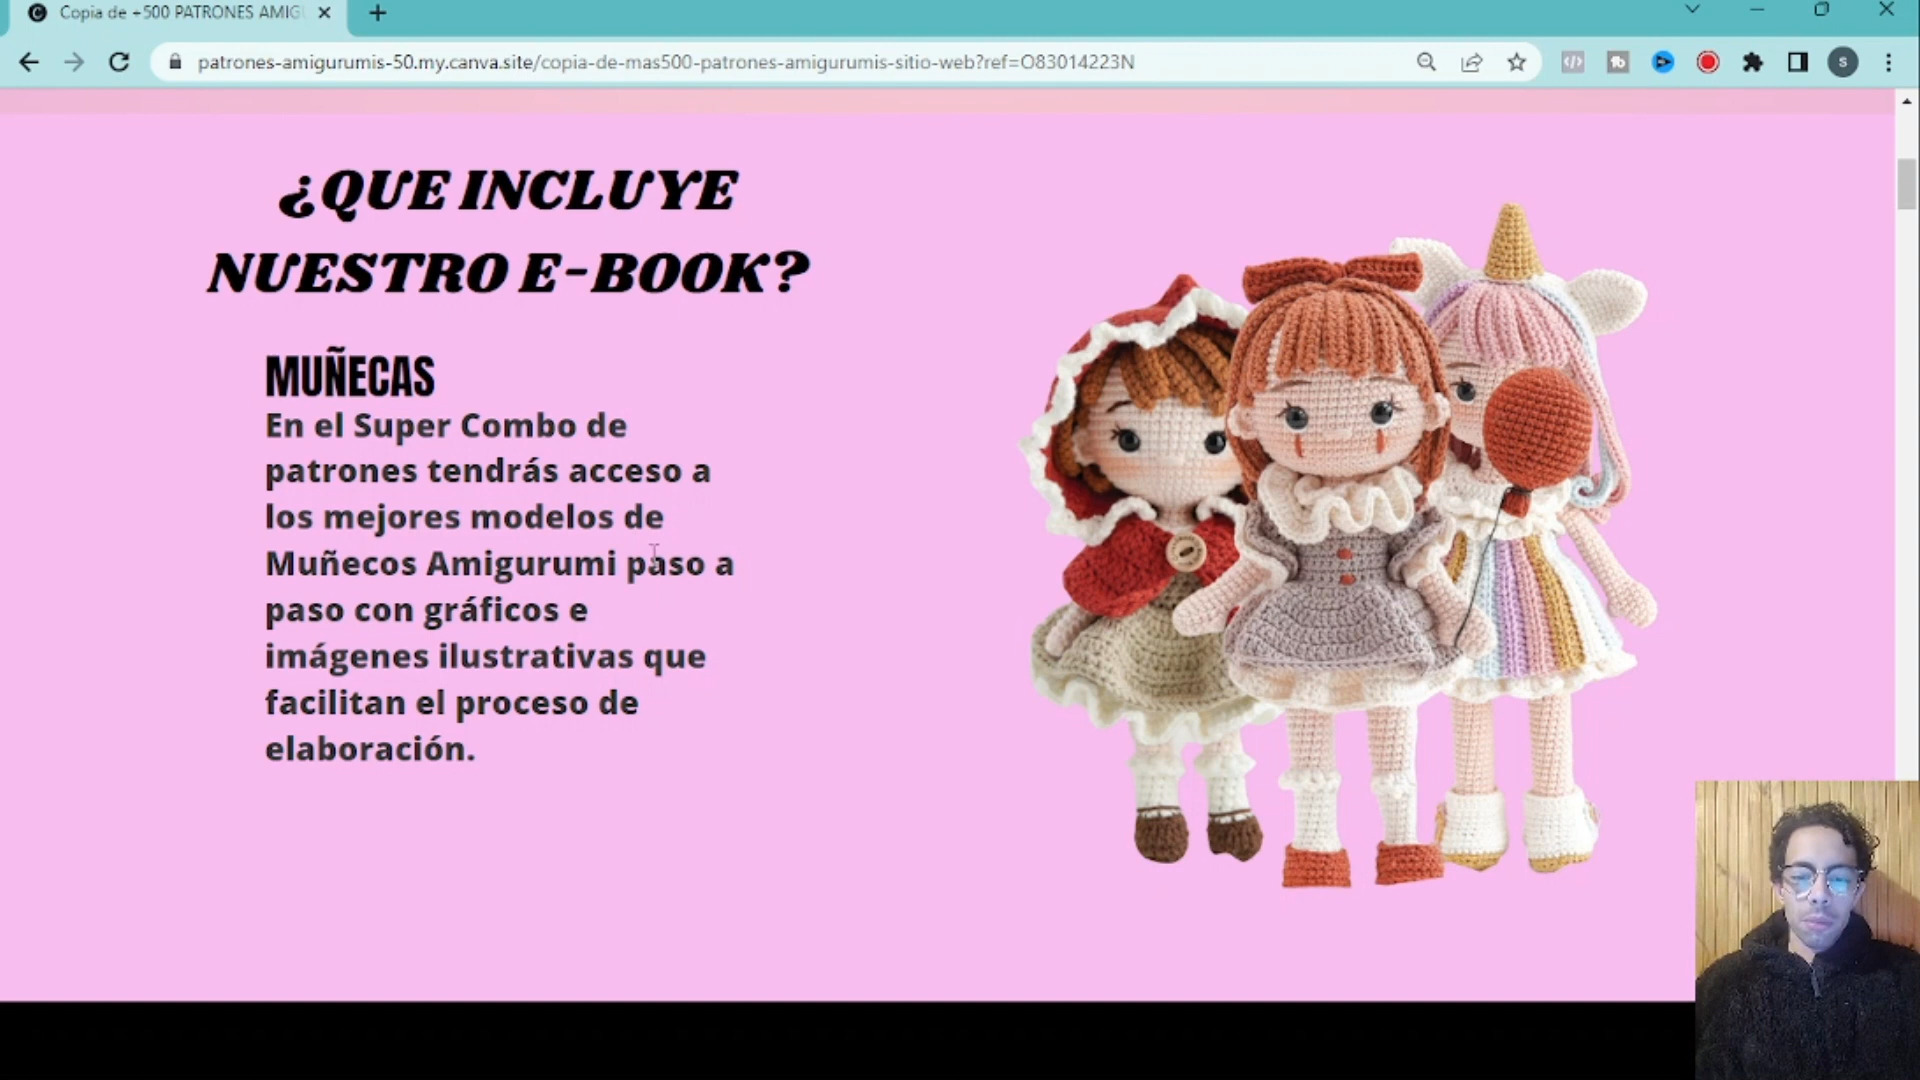 Copia de +500 PATRONES AMIG
patrones-amigurumis-50.my.canva.site/copia-de-mas500-patrones-amigurumis-sitio-web?ref=O83014223N
S
¿QUE INCLUYE
NUESTRO E-BOOK?
MUÑECAS
En el Super Combo de
patrones tendrás acceso a
los mejores modelos de
Muñecos Amigurumi paso a
paso con gráficos e
imágenes ilustrativas que
facilitan el proceso de
elaboración.